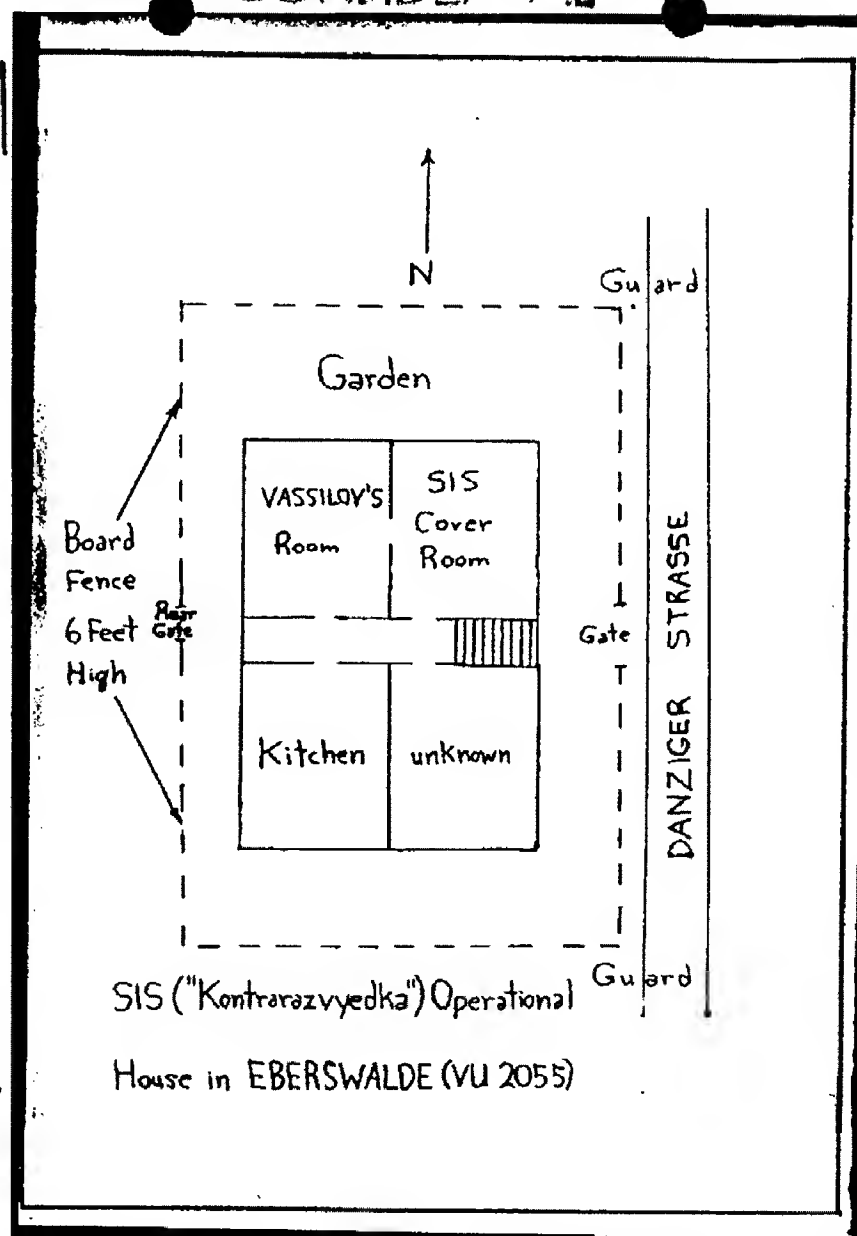 N
Guard
Garden
VASSILOV'S
Room
SIS
Cover
Room
Board
Fence
6 Feet
High
Rear
Gate
Gate
DANZIGER STRASSE
Kitchen
unknown
Guard
SIS ("Kontrarazvyedka") Operational
House in EBERSWALDE (VU 2055)